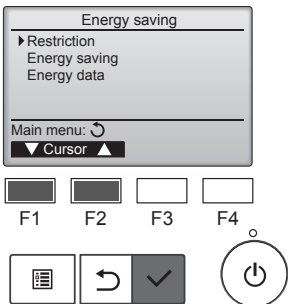 Energy saving
Restriction
Energy saving
Energy data
Main menu:
Cursor
F1 F2 F3 F4